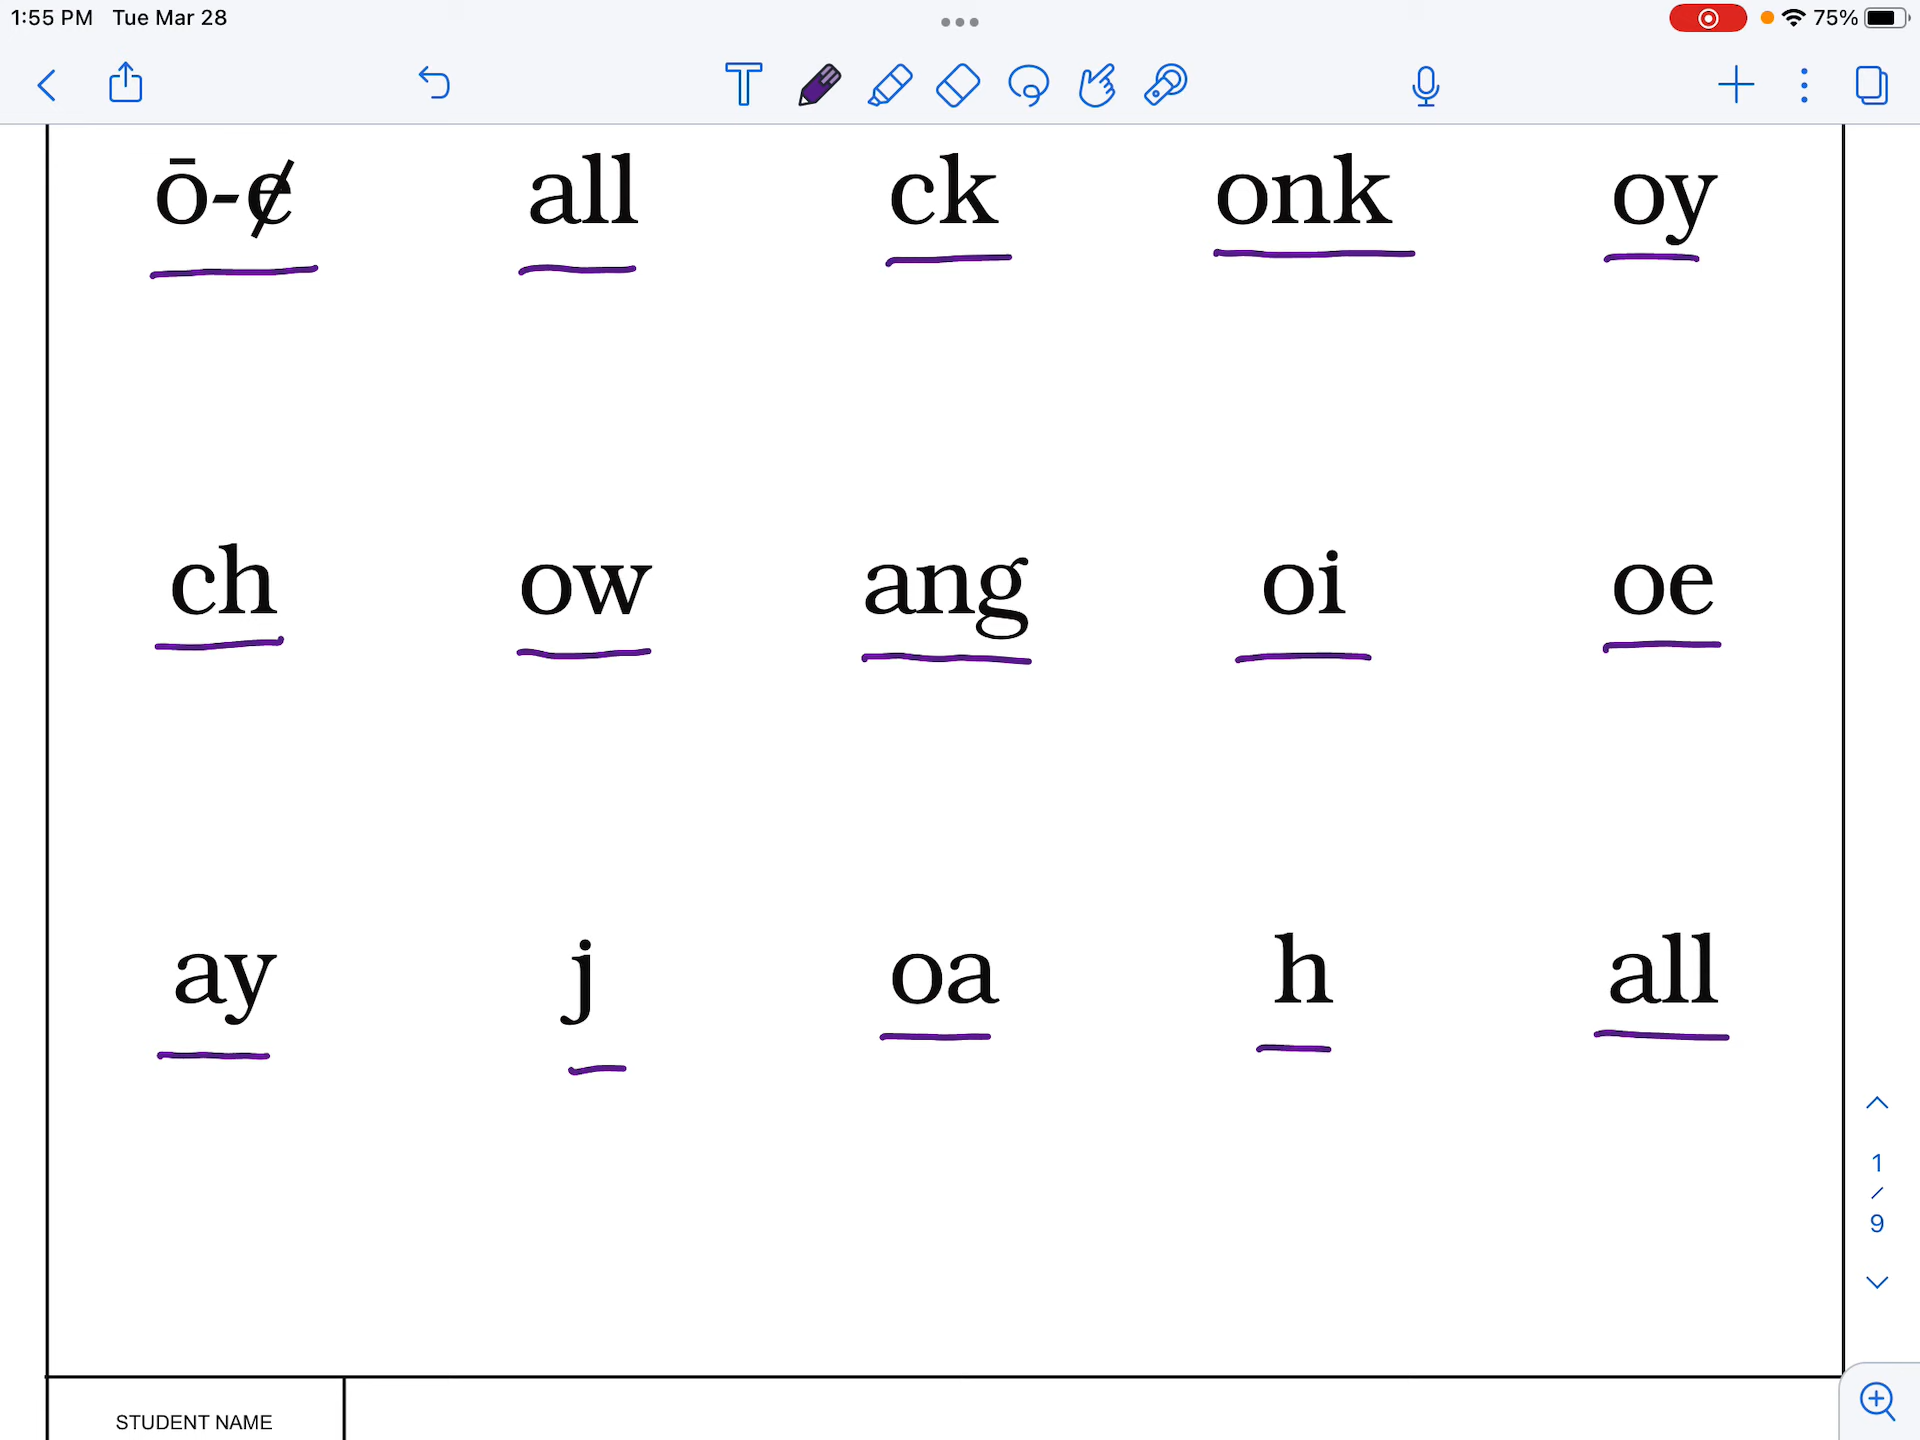 1:55 PM Tue Mar 28 75%
ō-e̸ all ck onk oy
ch ow ang oi oe
ay j oa h all
1
/
9
STUDENT NAME